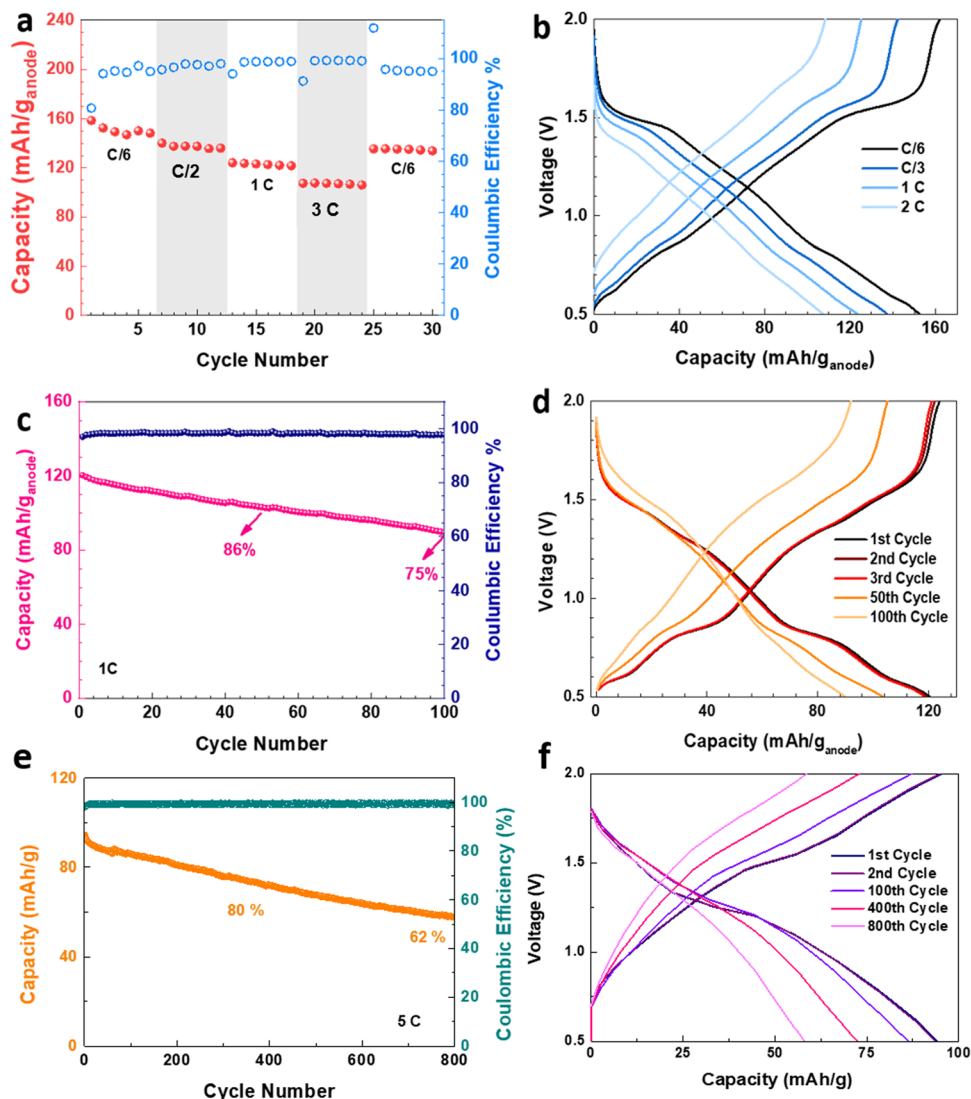 a
Capacity (mAh/g_anode)
240
200
160
120
80
40
0
C/6
C/2
1 C
3 C
C/6
100
80
60
40
20
0
Coulumbic Efficiency %
5
10
15
20
25
30
Cycle Number
b
Voltage (V)
2.0
1.5
1.0
0.5
C/6
C/3
1 C
2 C
0
40
80
120
160
Capacity (mAh/g_anode)
c
Capacity (mAh/g_anode)
160
120
80
40
0
86%
75%
1C
100
80
60
40
20
0
Coulumbic Efficiency %
0
20
40
60
80
100
Cycle Number
d
Voltage (V)
2.0
1.5
1.0
0.5
1st Cycle
2nd Cycle
3rd Cycle
50th Cycle
100th Cycle
0
40
80
120
Capacity (mAh/g_anode)
e
Capacity (mAh/g)
120
80
40
0
80 %
62 %
5 C
100
80
60
40
20
0
Coulombic Efficiency (%)
0
200
400
600
800
Cycle Number
f
Voltage (V)
2.0
1.5
1.0
0.5
1st Cycle
2nd Cycle
100th Cycle
400th Cycle
800th Cycle
0
25
50
75
100
Capacity (mAh/g)